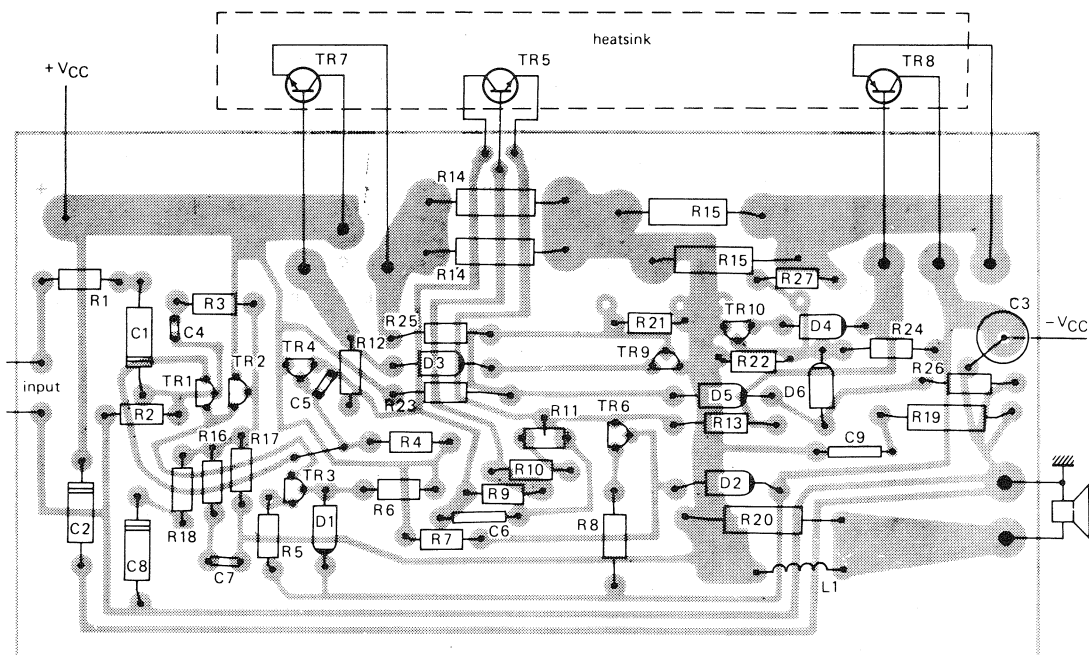 heatsink
TR7
TR5
TR8
+ VCC
R14
R15
R14
R15
R27
R1
R3
C1
C4
R25
R21
TR10
D4
C3
− VCC
R24
TR4
R12
D3
TR9
R22
R26
input
TR1
TR2
C5
R23
D5
D6
R2
R11
TR6
R13
R19
R16
R17
R4
C9
R10
TR3
R9
D2
C2
R18
R6
C6
R20
R5
D1
R7
R8
C8
C7
L1